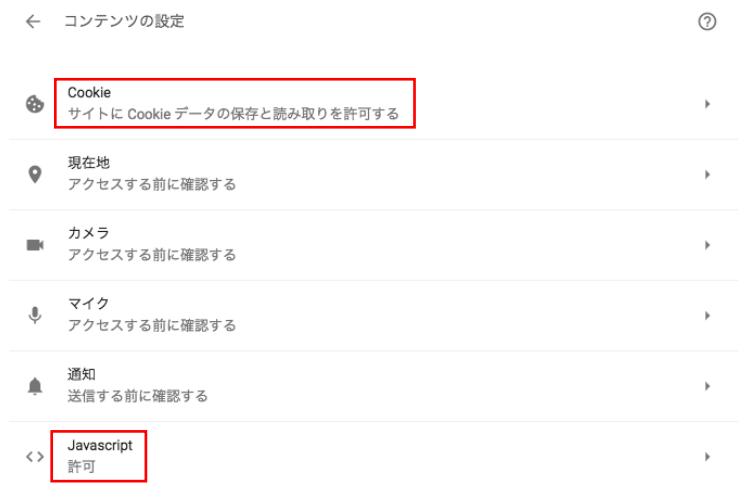 コンテンツの設定
Cookie
サイトに Cookie データの保存と読み取りを許可する
現在地
アクセスする前に確認する
カメラ
アクセスする前に確認する
マイク
アクセスする前に確認する
通知
送信する前に確認する
Javascript
許可